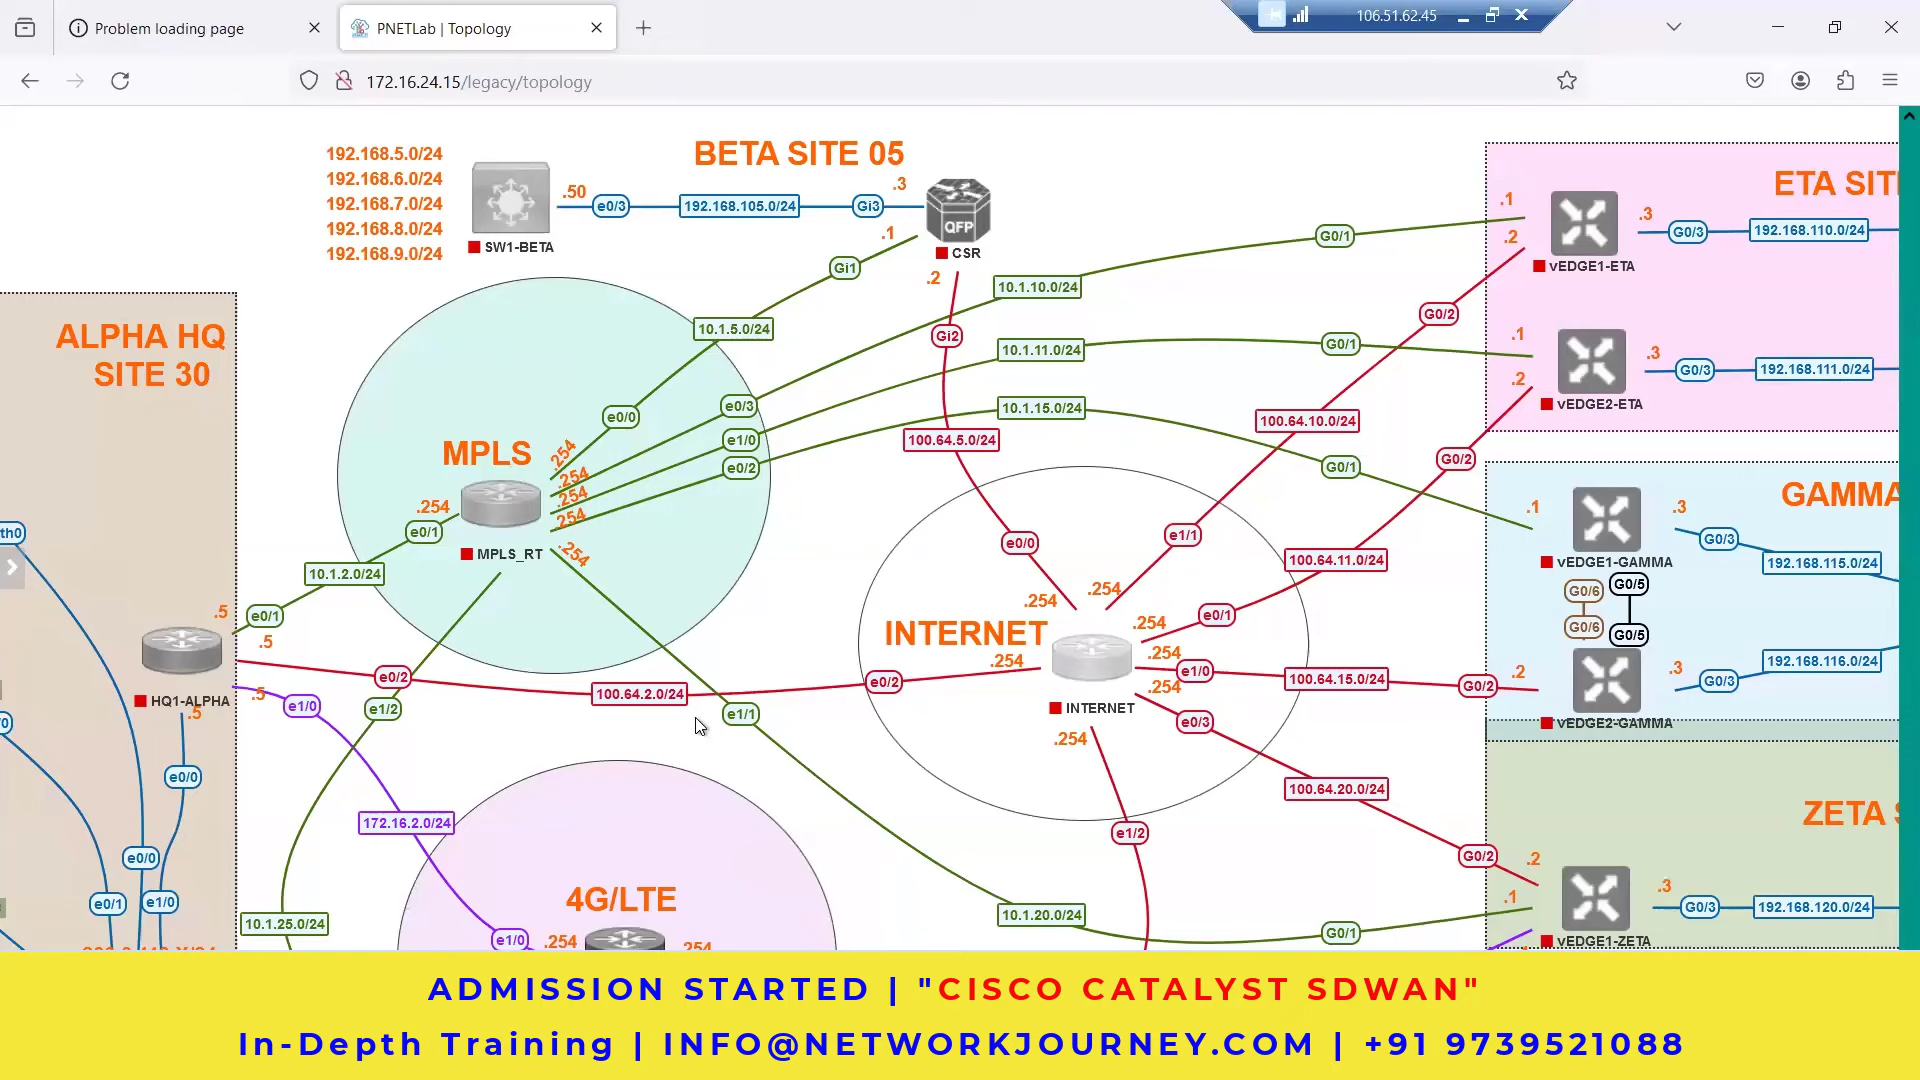 Problem loading page
PNETLab | Topology
106.51.62.45
172.16.24.15/legacy/topology
192.168.5.0/24
192.168.6.0/24
192.168.7.0/24
192.168.8.0/24
192.168.9.0/24
SW1-BETA
.50
e0/3
192.168.105.0/24
Gi3
BETA SITE 05
.3
QFP
CSR
.1
.2
Gi1
Gi2
10.1.5.0/24
10.1.10.0/24
10.1.11.0/24
10.1.15.0/24
G0/1
G0/1
G0/1
100.64.5.0/24
ETA SIT
.1
.2
vEDGE1-ETA
.3
G0/3
192.168.110.0/24
G0/2
.1
.2
vEDGE2-ETA
.3
G0/3
192.168.111.0/24
100.64.10.0/24
G0/2
ALPHA HQ
SITE 30
MPLS
e0/0
e0/3
e1/0
e0/2
.254
.254
.254
.254
.254
.254
e0/1
MPLS_RT
10.1.2.0/24
th0
.5
e0/1
.5
HQ1-ALPHA
.5
.5
e0/2
e1/2
e1/0
100.64.2.0/24
e1/1
e0/0
e1/1
100.64.11.0/24
.254
.254
.254
.254
.254
.254
.254
INTERNET
INTERNET
e0/1
e0/2
e1/0
e0/3
e1/2
100.64.15.0/24
G0/2
100.64.20.0/24
G0/2
GAMMA
.1
vEDGE1-GAMMA
.3
G0/3
192.168.115.0/24
G0/6
G0/5
G0/6
G0/5
.2
vEDGE2-GAMMA
.3
G0/3
192.168.116.0/24
ZETA S
.2
.1
vEDGE1-ZETA
.3
G0/3
192.168.120.0/24
e0/0
/0
e0/0
e0/1
e1/0
172.16.2.0/24
4G/LTE
10.1.25.0/24
e1/0
.254
254
10.1.20.0/24
G0/1
ADMISSION STARTED | "CISCO CATALYST SDWAN"
In-Depth Training | INFO@NETWORKJOURNEY.COM | +91 9739521088